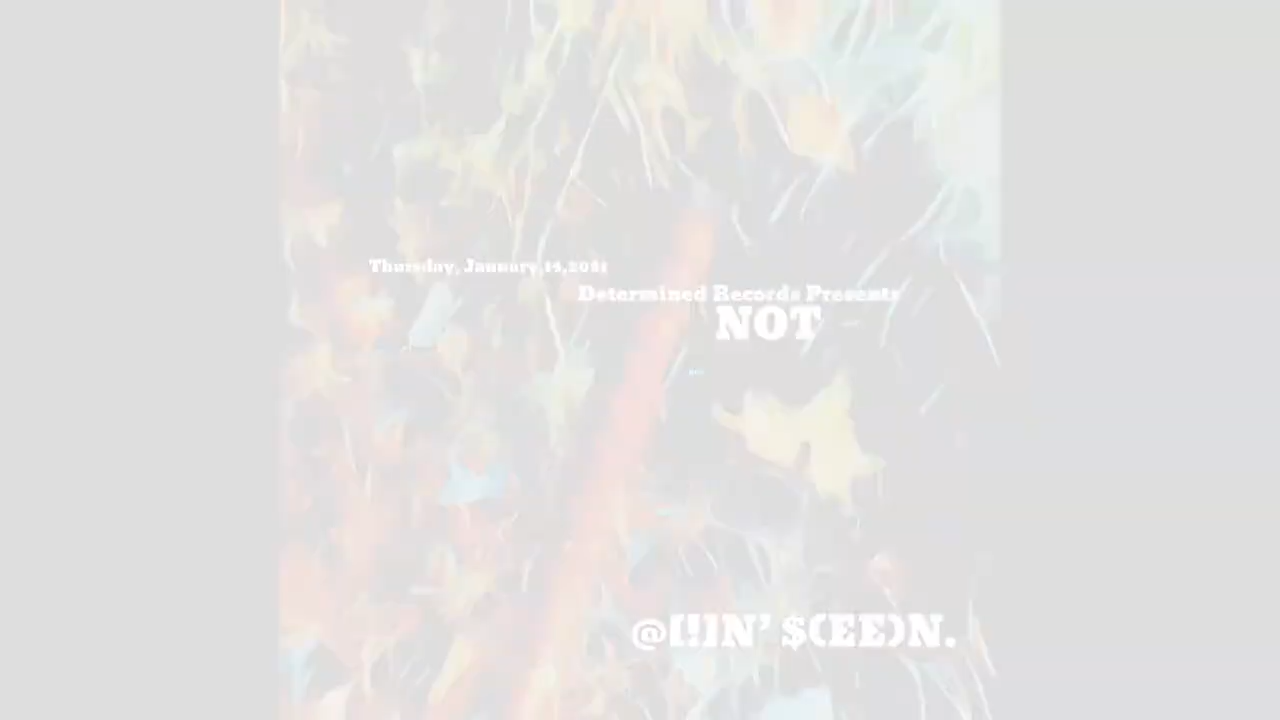 Thursday, January 14, 2021
Determined Records Presents
NOT
@[!]N' $(EE)N.